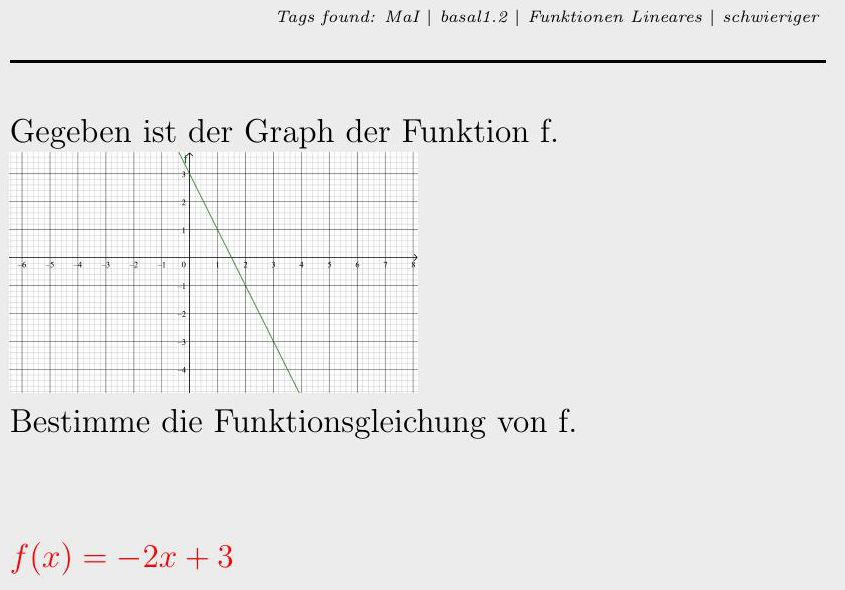 Tags found: MaI | basal1.2 | Funktionen Lineares | schwieriger
Gegeben ist der Graph der Funktion f.
f
3
2
1
-6 -5 -4 -3 -2 -1 0 1 2 3 4 5 6 7 8
-1
-2
-3
-4
Bestimme die Funktionsgleichung von f.
f(x) = −2x + 3